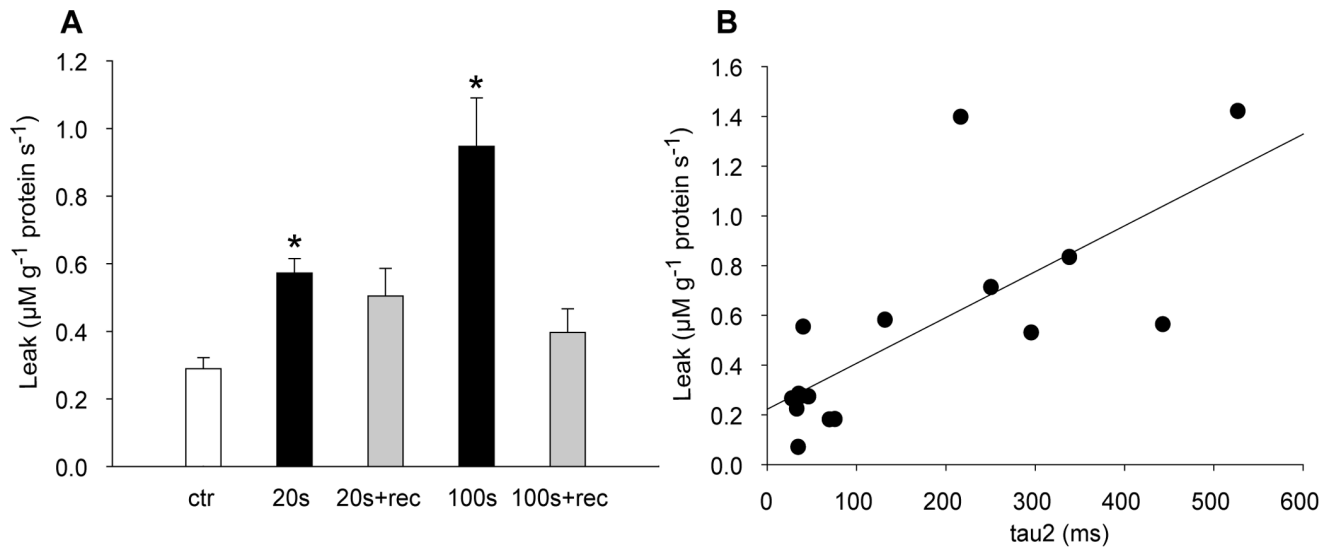 A
Leak (µM g-1 protein s-1)
1.2
1.0
0.8
0.6
0.4
0.2
0.0
*
*
ctr 20s 20s+rec 100s 100s+rec
B
Leak (µM g-1 protein s-1)
1.6
1.4
1.2
1.0
0.8
0.6
0.4
0.2
0.0
0 100 200 300 400 500 600
tau2 (ms)